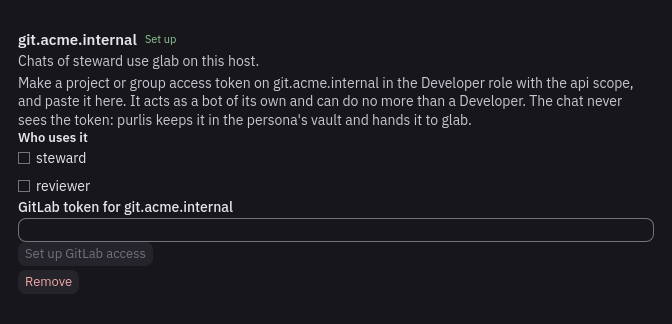 git.acme.internal Set up
Chats of steward use glab on this host.
Make a project or group access token on git.acme.internal in the Developer role with the api scope,
and paste it here. It acts as a bot of its own and can do no more than a Developer. The chat never
sees the token: purlis keeps it in the persona's vault and hands it to glab.
Who uses it
steward
reviewer
GitLab token for git.acme.internal
Set up GitLab access
Remove